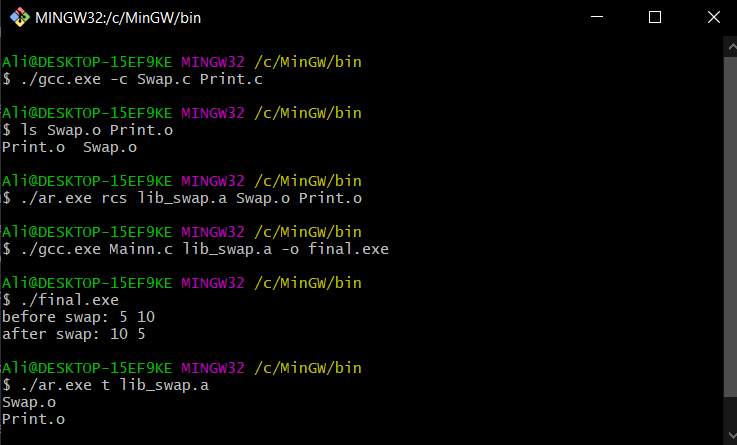 MINGW32:/c/MinGW/bin
Ali@DESKTOP-15EF9KE MINGW32 /c/MinGW/bin
$ ./gcc.exe -c Swap.c Print.c
Ali@DESKTOP-15EF9KE MINGW32 /c/MinGW/bin
$ ls Swap.o Print.o
Print.o  Swap.o
Ali@DESKTOP-15EF9KE MINGW32 /c/MinGW/bin
$ ./ar.exe rcs lib_swap.a Swap.o Print.o
Ali@DESKTOP-15EF9KE MINGW32 /c/MinGW/bin
$ ./gcc.exe Mainn.c lib_swap.a -o final.exe
Ali@DESKTOP-15EF9KE MINGW32 /c/MinGW/bin
$ ./final.exe
before swap: 5 10
after swap: 10 5
Ali@DESKTOP-15EF9KE MINGW32 /c/MinGW/bin
$ ./ar.exe t lib_swap.a
Swap.o
Print.o